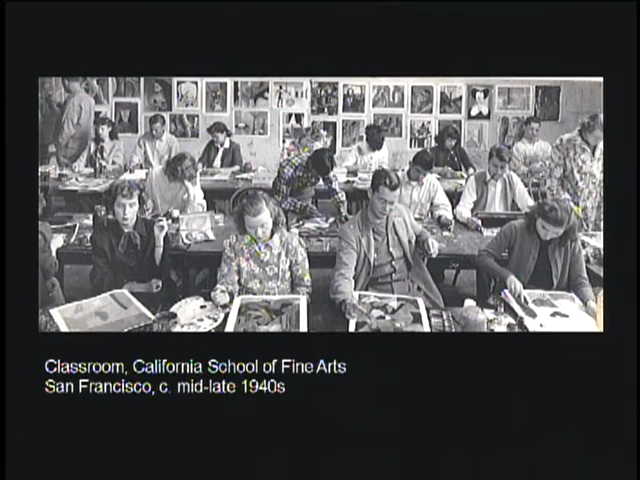 Classroom, California School of Fine Arts
San Francisco, c. mid-late 1940s